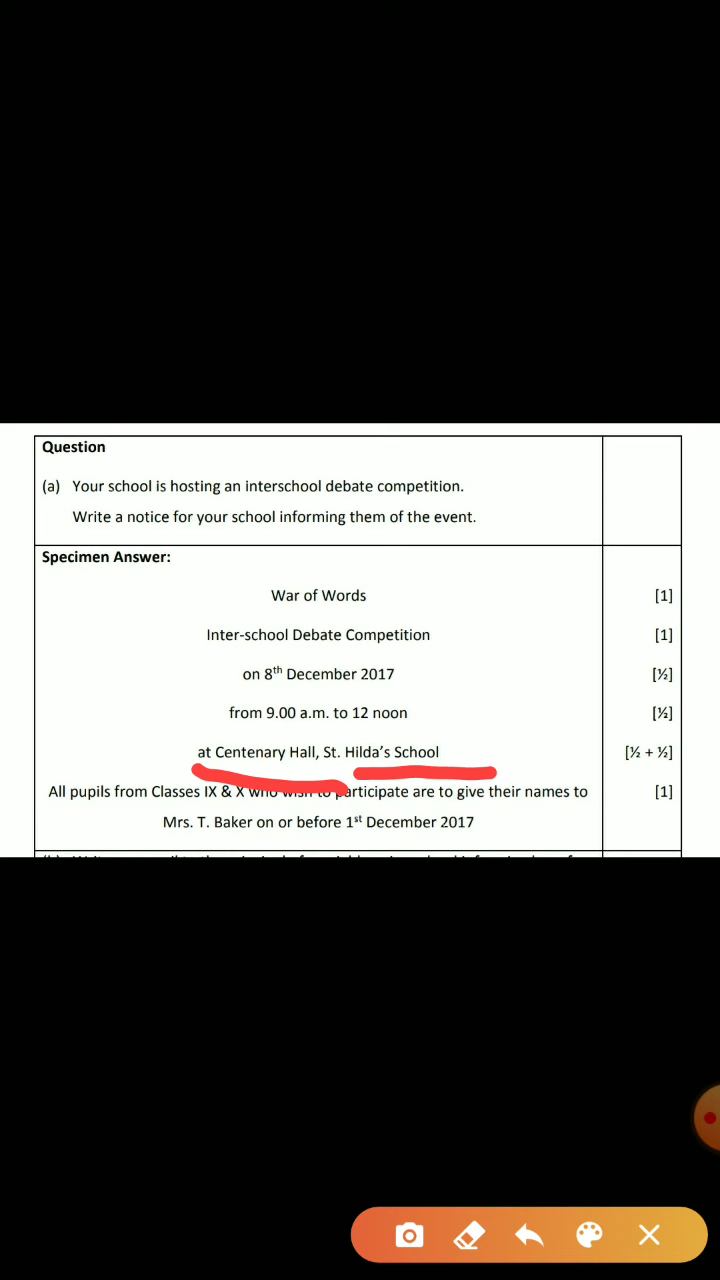 Question
(a) Your school is hosting an interschool debate competition.
Write a notice for your school informing them of the event.
Specimen Answer:
War of Words [1]
Inter-school Debate Competition [1]
on 8th December 2017 [½]
from 9.00 a.m. to 12 noon [½]
at Centenary Hall, St. Hilda's School [½ + ½]
All pupils from Classes IX & X who wish to participate are to give their names to [1]
Mrs. T. Baker on or before 1st December 2017